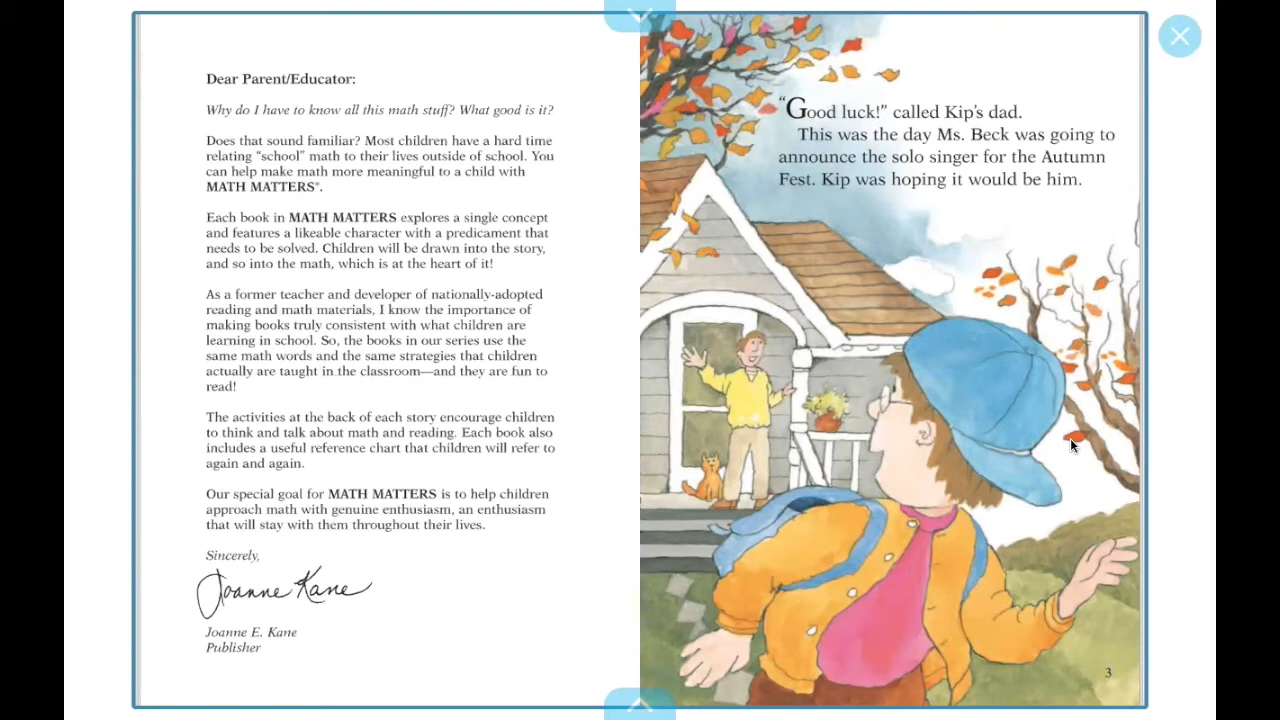 Dear Parent/Educator:
Why do I have to know all this math stuff? What good is it?
Does that sound familiar? Most children have a hard time
relating “school” math to their lives outside of school. You
can help make math more meaningful to a child with
MATH MATTERS®.
Each book in MATH MATTERS explores a single concept
and features a likeable character with a predicament that
needs to be solved. Children will be drawn into the story,
and so into the math, which is at the heart of it!
As a former teacher and developer of nationally-adopted
reading and math materials, I know the importance of
making books truly consistent with what children are
learning in school. So, the books in our series use the
same math words and the same strategies that children
actually are taught in the classroom—and they are fun to
read!
The activities at the back of each story encourage children
to think and talk about math and reading. Each book also
includes a useful reference chart that children will refer to
again and again.
Our special goal for MATH MATTERS is to help children
approach math with genuine enthusiasm, an enthusiasm
that will stay with them throughout their lives.
Sincerely,
Joanne Kane
Joanne E. Kane
Publisher
“Good luck!” called Kip’s dad.
This was the day Ms. Beck was going to
announce the solo singer for the Autumn
Fest. Kip was hoping it would be him.
3